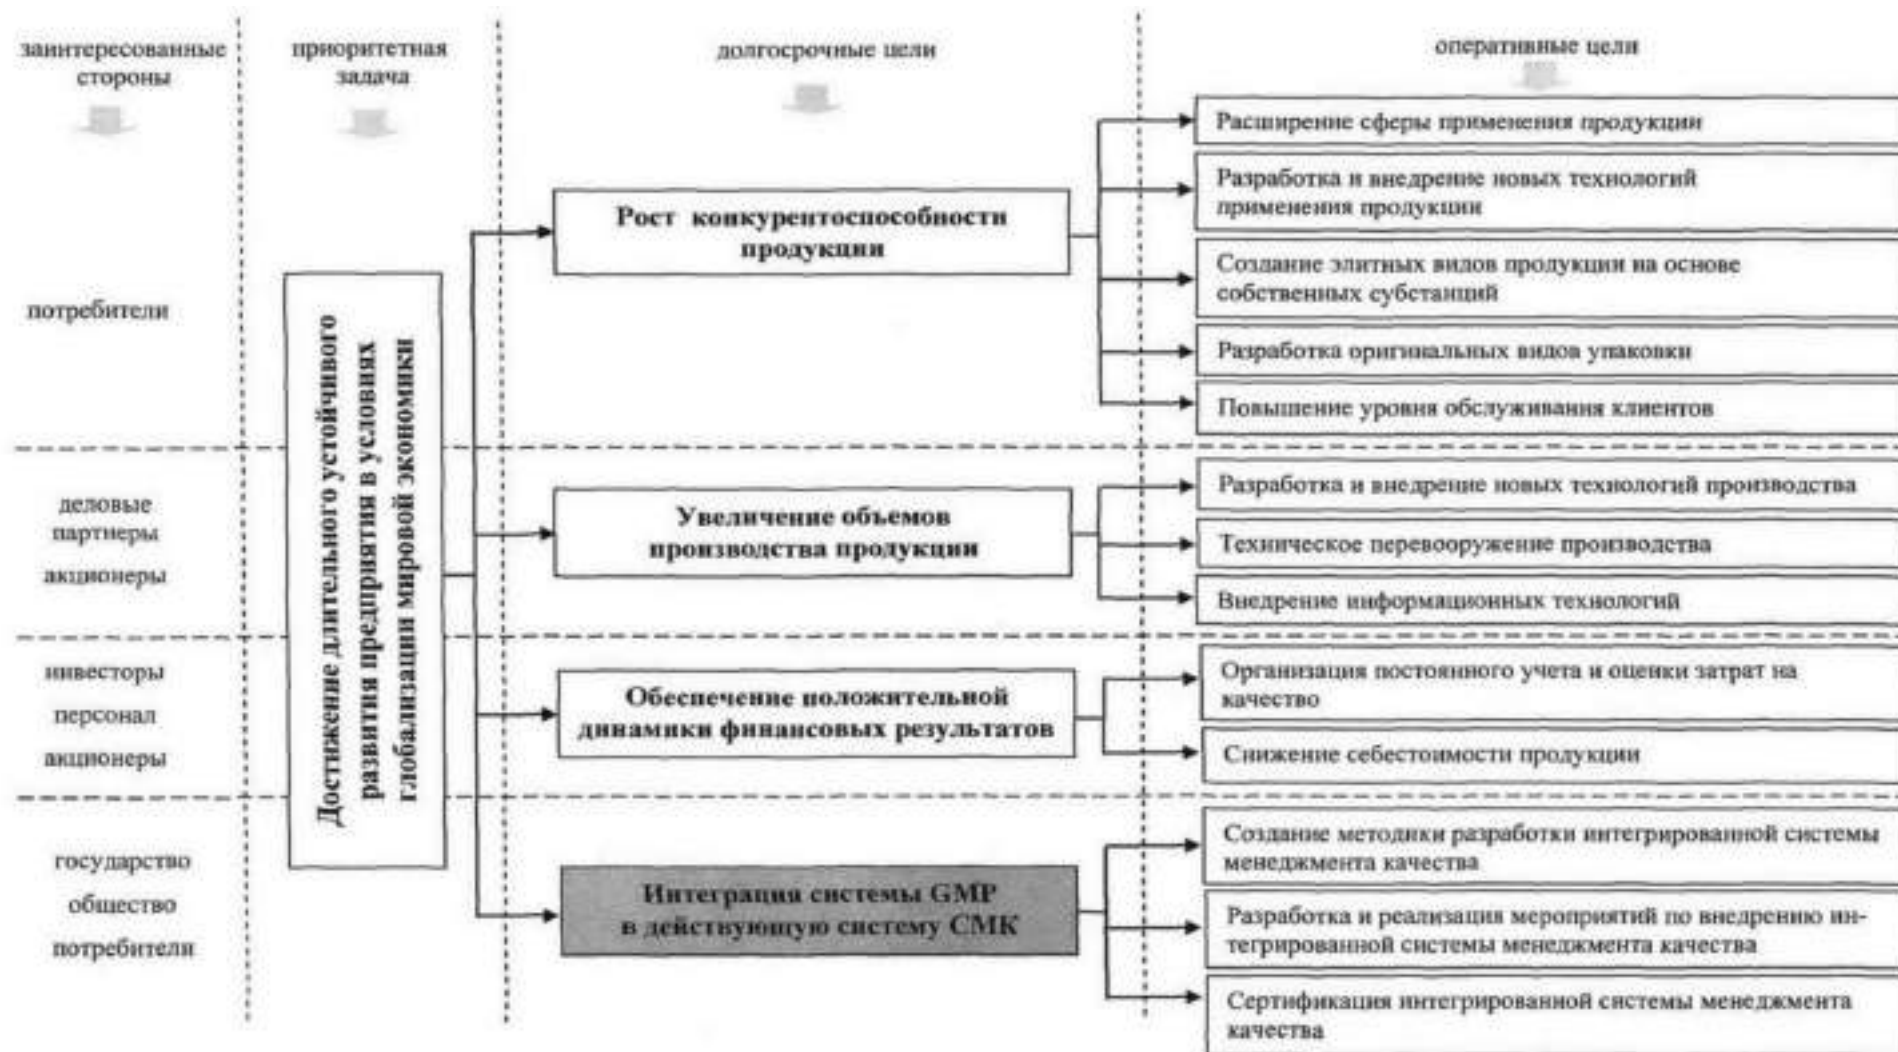 заинтересованные
стороны
приоритетная
задача
долгосрочные цели
оперативные цели
потребители
Достижение длительного устойчивого
развития предприятия в условиях
глобализации мировой экономики
Рост конкурентоспособности
продукции
Расширение сферы применения продукции
Разработка и внедрение новых технологий
применения продукции
Создание элитных видов продукции на основе
собственных субстанций
Разработка оригинальных видов упаковки
Повышение уровня обслуживания клиентов
деловые
партнеры
акционеры
Увеличение объемов
производства продукции
Разработка и внедрение новых технологий производства
Техническое перевооружение производства
Внедрение информационных технологий
инвесторы
персонал
акционеры
Обеспечение положительной
динамики финансовых результатов
Организация постоянного учета и оценки затрат на
качество
Снижение себестоимости продукции
государство
общество
потребители
Интеграция системы GMP
в действующую систему СМК
Создание методики разработки интегрированной системы
менеджмента качества
Разработка и реализация мероприятий по внедрению ин-
тегрированной системы менеджмента качества
Сертификация интегрированной системы менеджмента
качества